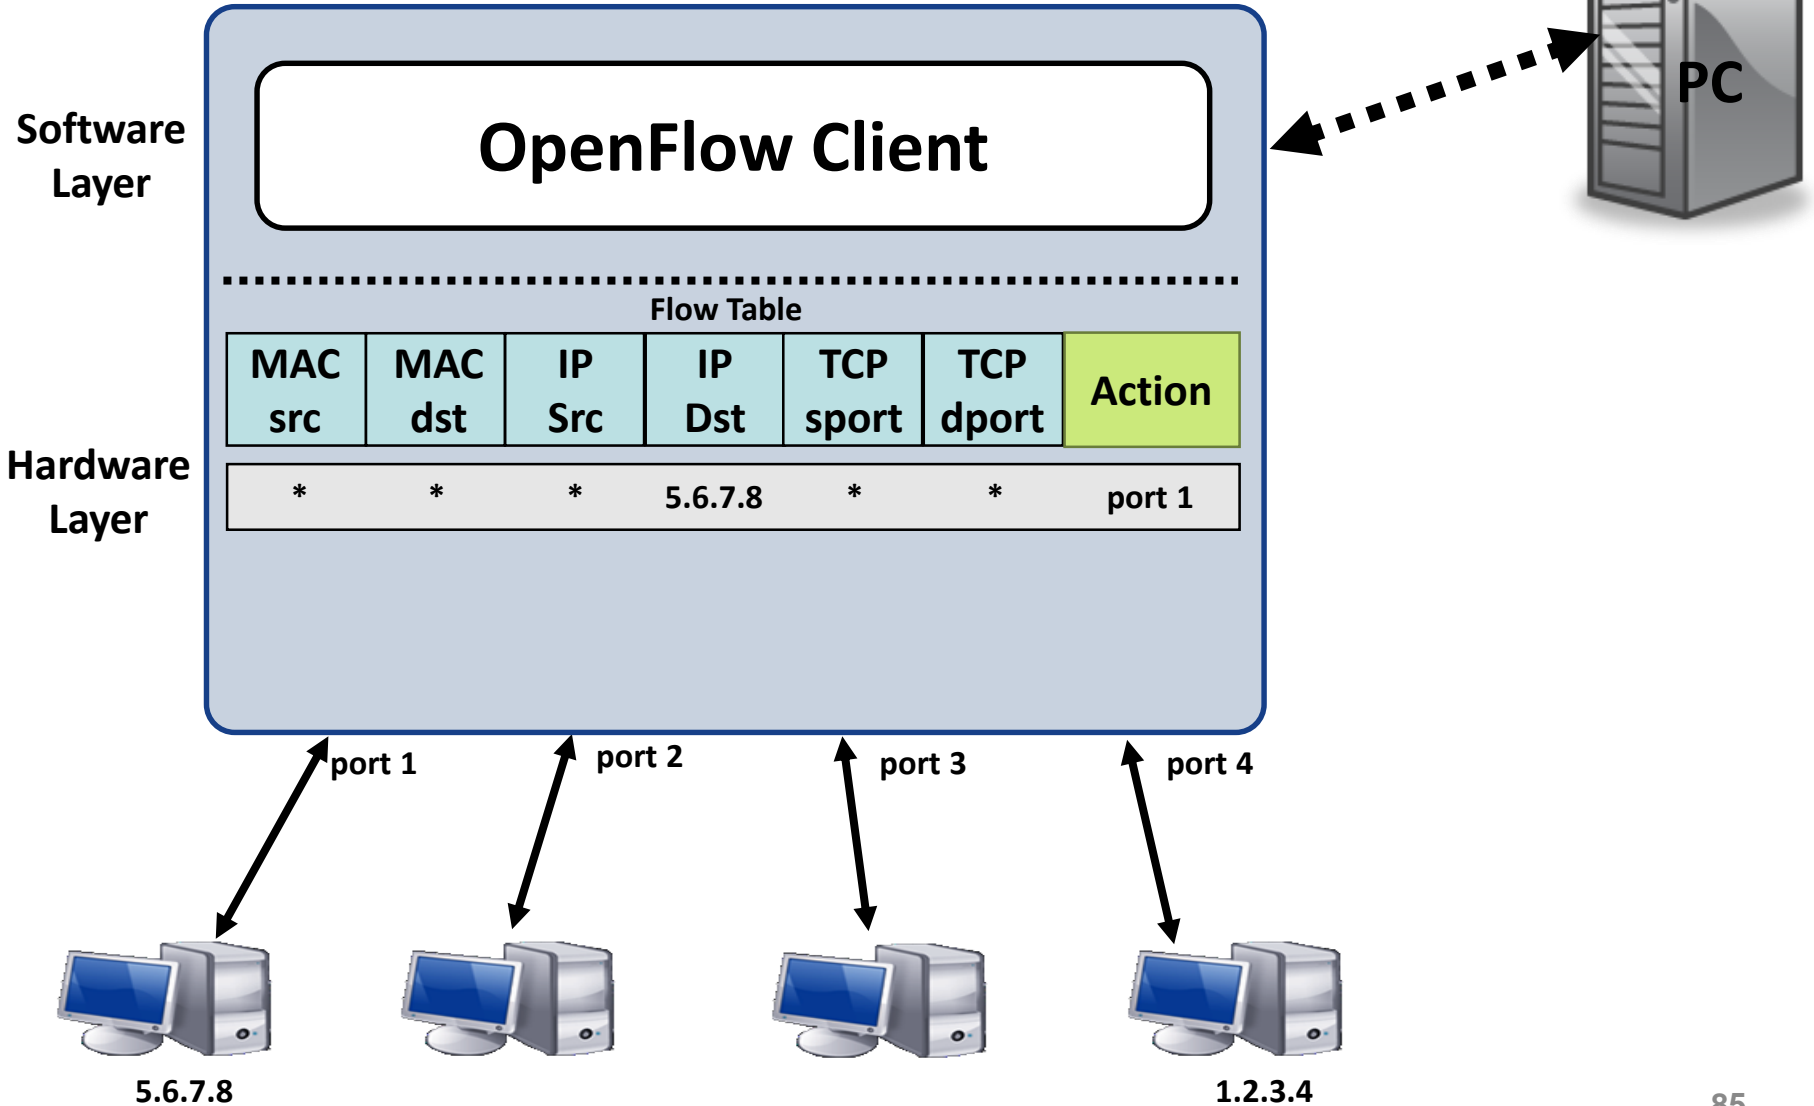 PC
Software
Layer
OpenFlow Client
Flow Table
MAC src
MAC dst
IP Src
IP Dst
TCP sport
TCP dport
Action
Hardware
Layer
* * * 5.6.7.8 * * port 1
port 1
port 2
port 3
port 4
5.6.7.8
1.2.3.4
85